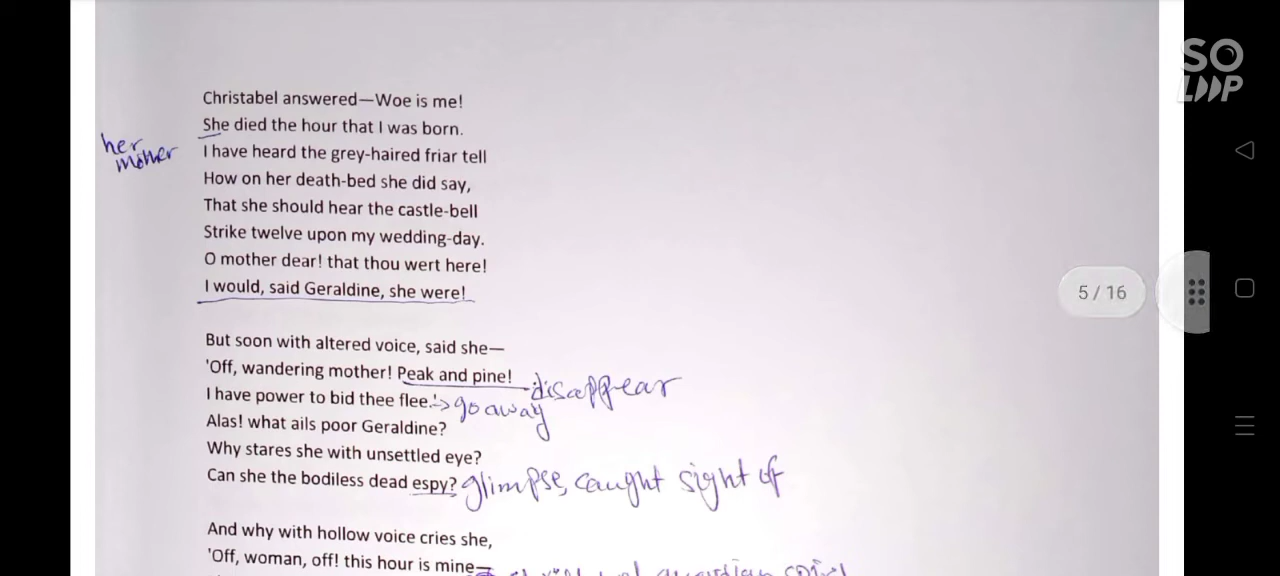 SO
LOOP
Christabel answered—Woe is me!
She died the hour that I was born.
her
mother
I have heard the grey-haired friar tell
How on her death-bed she did say,
That she should hear the castle-bell
Strike twelve upon my wedding-day.
O mother dear! that thou wert here!
I would, said Geraldine, she were!
5 / 16
But soon with altered voice, said she—
'Off, wandering mother! Peak and pine! disappear
I have power to bid thee flee.' -> go away
Alas! what ails poor Geraldine?
Why stares she with unsettled eye?
Can she the bodiless dead espy? glimpse, caught sight of
And why with hollow voice cries she,
'Off, woman, off! this hour is mine—
guardian spirit